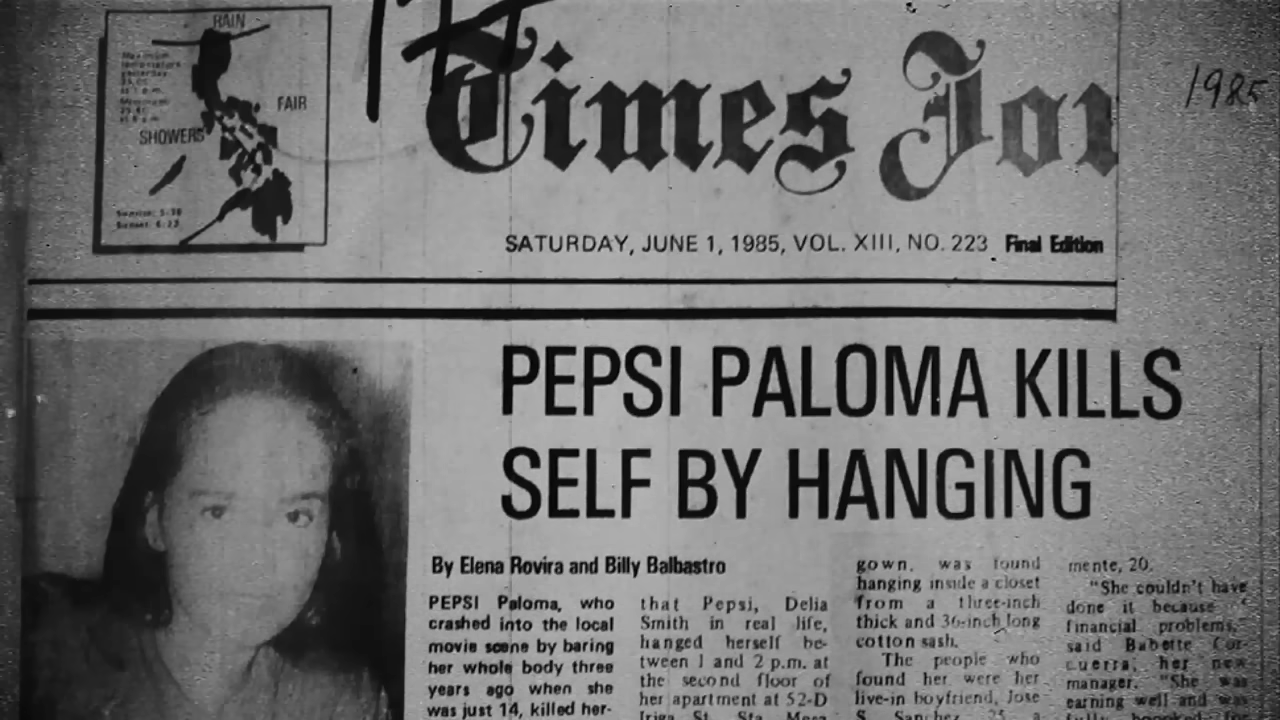 RAIN
FAIR
SHOWERS
Times Jou
1985
SATURDAY, JUNE 1, 1985, VOL. XIII, NO. 223 Final Edition
PEPSI PALOMA KILLS
SELF BY HANGING
By Elena Rovira and Billy Balbastro
PEPSI Paloma, who
crashed into the local
movie scene by baring
her whole body three
years ago when she
was just 14, killed her-
that Pepsi, Delia
Smith in real life,
hanged herself be-
tween 1 and 2 p.m. at
the second floor of
her apartment at 52-D
Iriga St. Sta. Mesa
gown, was found
hanging inside a closet
from a three-inch
thick and 36-inch long
cotton sash.
The people who
found her were her
live-in boyfriend, Jose
S. Sanchez 25, a
mente, 20.
"She couldn't have
done it because
financial problems,"
said Babette Cor-
cuerra, her new
manager. "She was
earning well and was